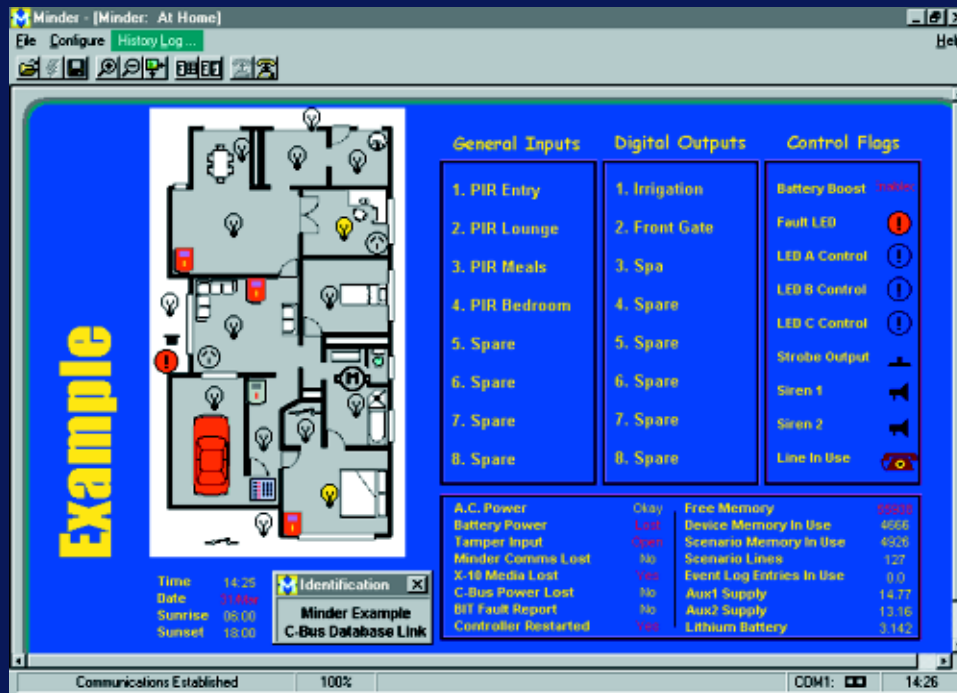 Minder - [Minder: At Home]
File Configure History Log ... Help
Example
General Inputs
1. PIR Entry
2. PIR Lounge
3. PIR Meals
4. PIR Bedroom
5. Spare
6. Spare
7. Spare
8. Spare
Digital Outputs
1. Irrigation
2. Front Gate
3. Spa
4. Spare
5. Spare
6. Spare
7. Spare
8. Spare
Control Flags
Battery Boost Enabled
Fault LED
LED A Control
LED B Control
LED C Control
Strobe Output
Siren 1
Siren 2
Line In Use
A.C. Power Okay
Battery Power Lost
Tamper Input Open
Minder Comms Lost No
X-10 Media Lost Yes
C-Bus Power Lost No
BIT Fault Report No
Controller Restarted Yes
Free Memory
Device Memory In Use 4666
Scenario Memory In Use 4926
Scenario Lines 127
Event Log Entries In Use 0.0
Aux1 Supply 14.77
Aux2 Supply 13.16
Lithium Battery 3.142
Time 14:25
Date 31/Mar
Sunrise 06:00
Sunset 18:00
Identification
Minder Example
C-Bus Database Link
Communications Established 100% COM1: 14:26